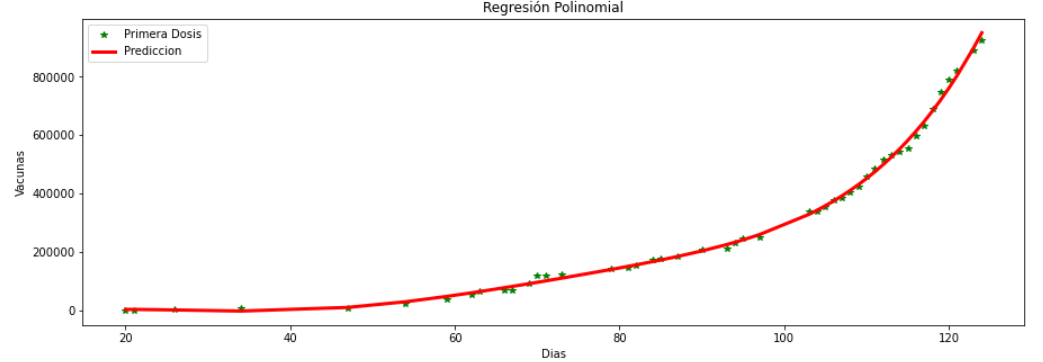 Regresión Polinomial
Primera Dosis
Prediccion
Vacunas
800000
600000
400000
200000
0
20 40 60 80 100 120
Dias